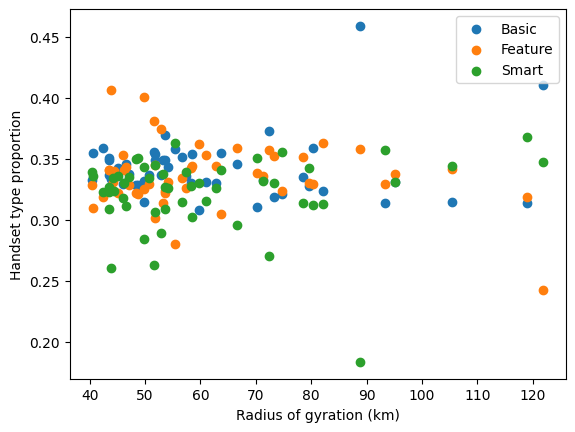 Basic
Feature
Smart
Handset type proportion
0.45
0.40
0.35
0.30
0.25
0.20
40 50 60 70 80 90 100 110 120
Radius of gyration (km)